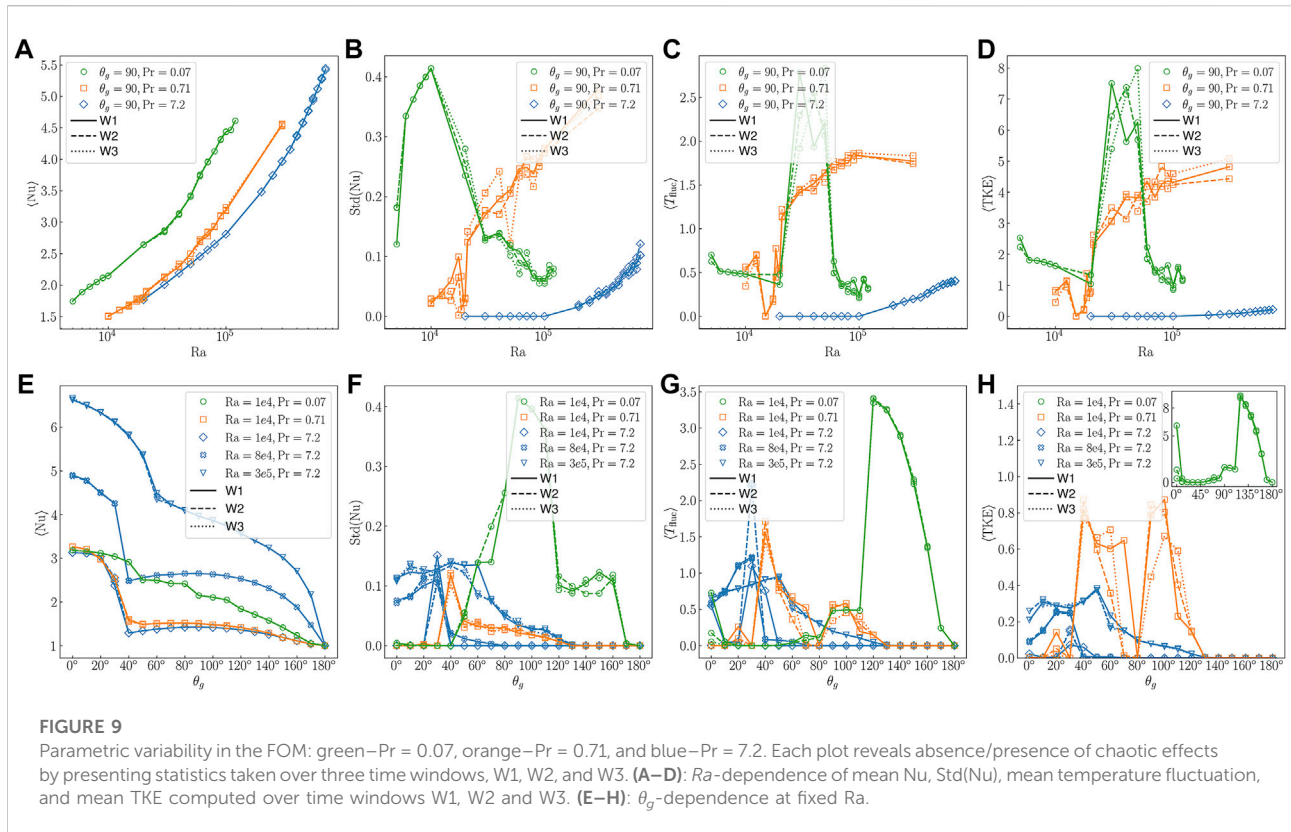 A
⟨Nu⟩
5.5
5.0
4.5
4.0
3.5
3.0
2.5
2.0
1.5
θg = 90, Pr = 0.07
θg = 90, Pr = 0.71
θg = 90, Pr = 7.2
W1
W2
W3
10⁴
10⁵
Ra
B
Std(Nu)
0.4
0.3
0.2
0.1
0.0
θg = 90, Pr = 0.07
θg = 90, Pr = 0.71
θg = 90, Pr = 7.2
W1
W2
W3
10⁴
10⁵
Ra
C
⟨Tfluc⟩
2.5
2.0
1.5
1.0
0.5
0.0
θg = 90, Pr = 0.07
θg = 90, Pr = 0.71
θg = 90, Pr = 7.2
W1
W2
W3
10⁴
10⁵
Ra
D
⟨TKE⟩
8
7
6
5
4
3
2
1
0
θg = 90, Pr = 0.07
θg = 90, Pr = 0.71
θg = 90, Pr = 7.2
W1
W2
W3
10⁴
10⁵
Ra
E
⟨Nu⟩
7
6
5
4
3
2
1
Ra = 1e4, Pr = 0.07
Ra = 1e4, Pr = 0.71
Ra = 1e4, Pr = 7.2
Ra = 8e4, Pr = 7.2
Ra = 3e5, Pr = 7.2
W1
W2
W3
0° 20° 40° 60° 80° 100° 120° 140° 160° 180°
θg
F
Std(Nu)
0.4
0.3
0.2
0.1
0.0
Ra = 1e4, Pr = 0.07
Ra = 1e4, Pr = 0.71
Ra = 1e4, Pr = 7.2
Ra = 8e4, Pr = 7.2
Ra = 3e5, Pr = 7.2
W1
W2
W3
0° 20° 40° 60° 80° 100° 120° 140° 160° 180°
θg
G
⟨Tfluc⟩
3.5
3.0
2.5
2.0
1.5
1.0
0.5
0.0
Ra = 1e4, Pr = 0.07
Ra = 1e4, Pr = 0.71
Ra = 1e4, Pr = 7.2
Ra = 8e4, Pr = 7.2
Ra = 3e5, Pr = 7.2
W1
W2
W3
0° 20° 40° 60° 80° 100° 120° 140° 160° 180°
θg
H
⟨TKE⟩
1.4
1.2
1.0
0.8
0.6
0.4
0.2
0.0
Ra = 1e4, Pr = 0.07
Ra = 1e4, Pr = 0.71
Ra = 1e4, Pr = 7.2
Ra = 8e4, Pr = 7.2
Ra = 3e5, Pr = 7.2
W1
W2
W3
8
5
0
0° 45° 90° 135° 180°
0° 20° 40° 60° 80° 100° 120° 140° 160° 180°
θg
FIGURE 9
Parametric variability in the FOM: green–Pr = 0.07, orange–Pr = 0.71, and blue–Pr = 7.2. Each plot reveals absence/presence of chaotic effects
by presenting statistics taken over three time windows, W1, W2, and W3. (A–D): Ra-dependence of mean Nu, Std(Nu), mean temperature fluctuation,
and mean TKE computed over time windows W1, W2 and W3. (E–H): θg-dependence at fixed Ra.